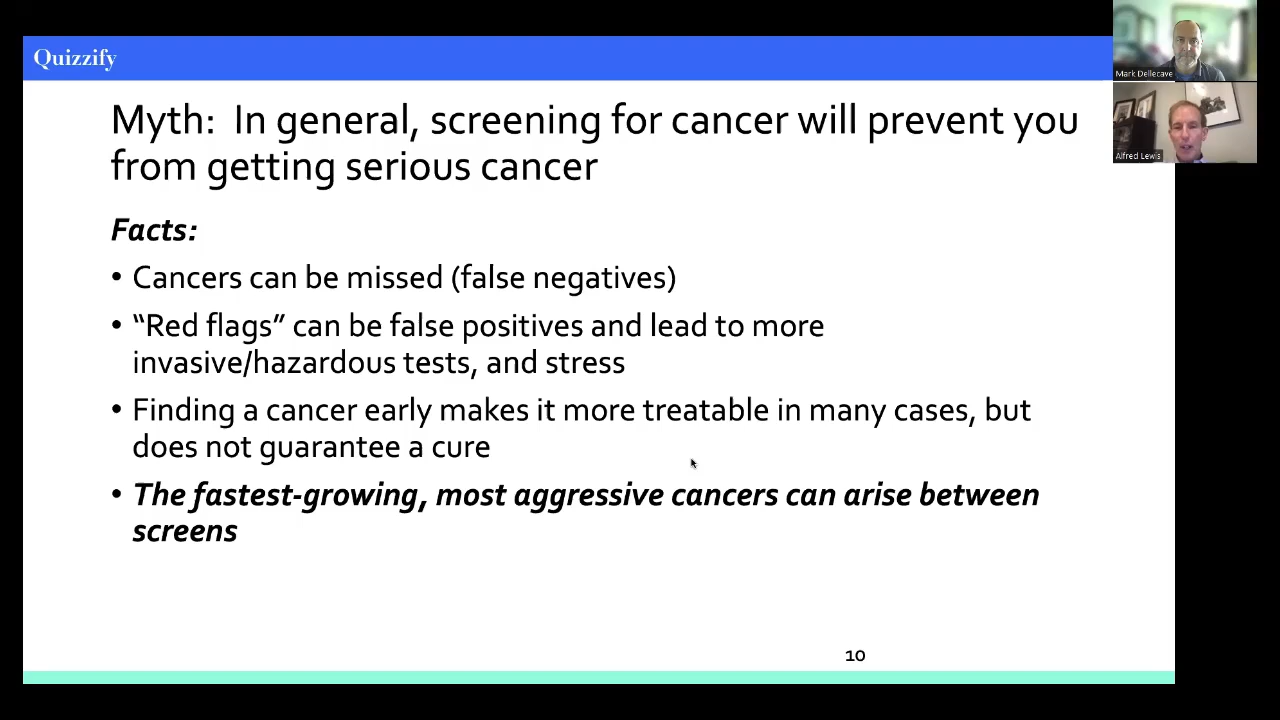 Quizzify
Mark Dellecave
Alfred Lewis
Myth:  In general, screening for cancer will prevent you
from getting serious cancer
Facts:
• Cancers can be missed (false negatives)
• “Red flags” can be false positives and lead to more
invasive/hazardous tests, and stress
• Finding a cancer early makes it more treatable in many cases, but
does not guarantee a cure
• The fastest-growing, most aggressive cancers can arise between
screens
10